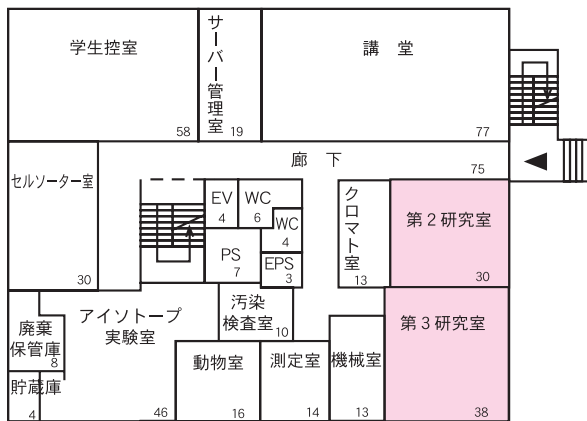 学生控室
58
サーバー管理室
19
講堂
77
廊下
75
セルソーター室
30
EV
4
WC
6
WC
4
PS
7
EPS
3
クロマト室
13
第2研究室
30
アイソトープ
実験室
46
汚染
検査室
10
廃棄
保管庫
8
貯蔵庫
4
動物室
16
測定室
14
機械室
13
第3研究室
38